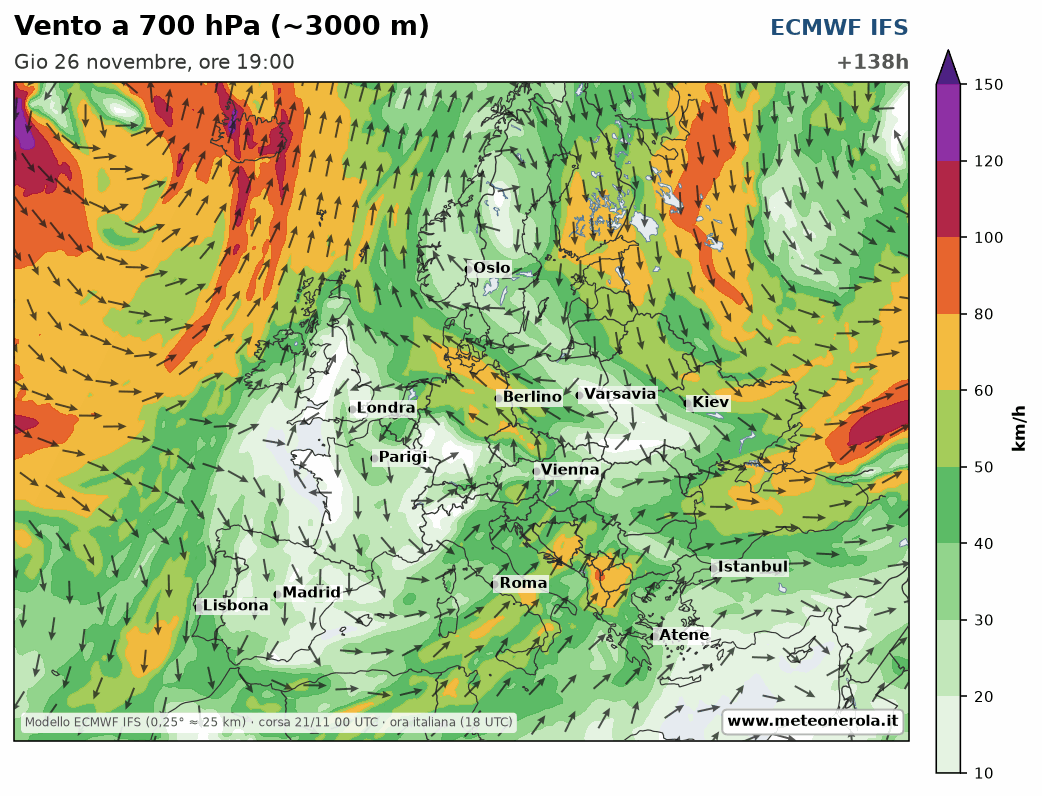 Vento a 700 hPa (~3000 m)
ECMWF IFS
Gio 26 novembre, ore 19:00
+138h
150
120
100
80
60
50
40
30
20
10
km/h
Oslo
Berlino
Varsavia
Kiev
Londra
Parigi
Vienna
Istanbul
Roma
Madrid
Lisbona
Atene
Modello ECMWF IFS (0,25° ≈ 25 km) · corsa 21/11 00 UTC · ora italiana (18 UTC)
www.meteonerola.it